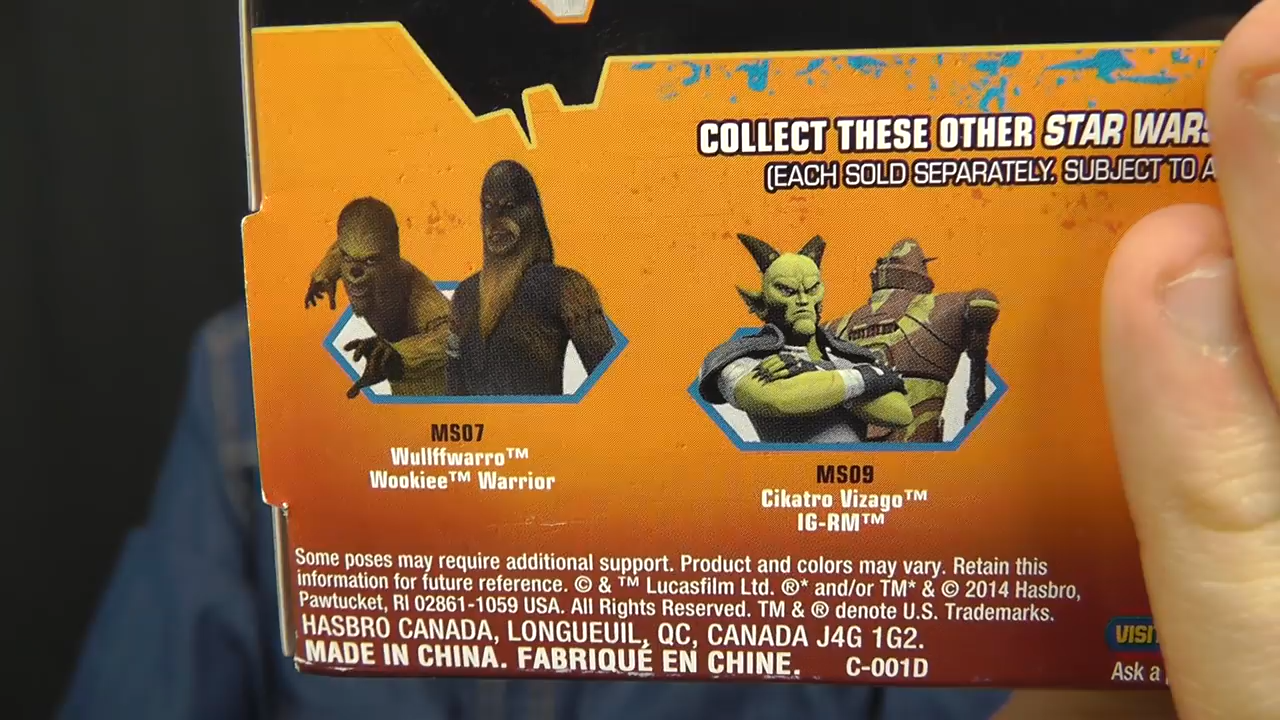 COLLECT THESE OTHER STAR WARS
(EACH SOLD SEPARATELY. SUBJECT TO A
MS07
Wullffwarro™
Wookiee™ Warrior
MS09
Cikatro Vizago™
IG-RM™
Some poses may require additional support. Product and colors may vary. Retain this
information for future reference. © & ™ Lucasfilm Ltd. ®* and/or TM* & © 2014 Hasbro,
Pawtucket, RI 02861-1059 USA. All Rights Reserved. TM & ® denote U.S. Trademarks.
HASBRO CANADA, LONGUEUIL, QC, CANADA J4G 1G2.
MADE IN CHINA. FABRIQUÉ EN CHINE. C-001D
VISIT
Ask a